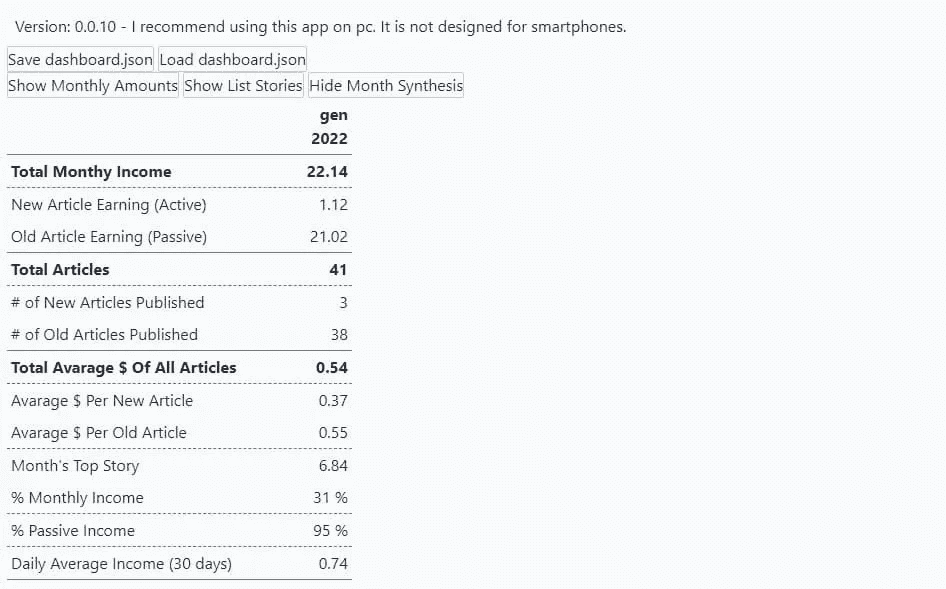 Version: 0.0.10 - I recommend using this app on pc. It is not designed for smartphones.
Save dashboard.json Load dashboard.json
Show Monthly Amounts Show List Stories Hide Month Synthesis
gen
2022
Total Monthy Income 22.14
New Article Earning (Active) 1.12
Old Article Earning (Passive) 21.02
Total Articles 41
# of New Articles Published 3
# of Old Articles Published 38
Total Avarage $ Of All Articles 0.54
Avarage $ Per New Article 0.37
Avarage $ Per Old Article 0.55
Month's Top Story 6.84
% Monthly Income 31 %
% Passive Income 95 %
Daily Average Income (30 days) 0.74